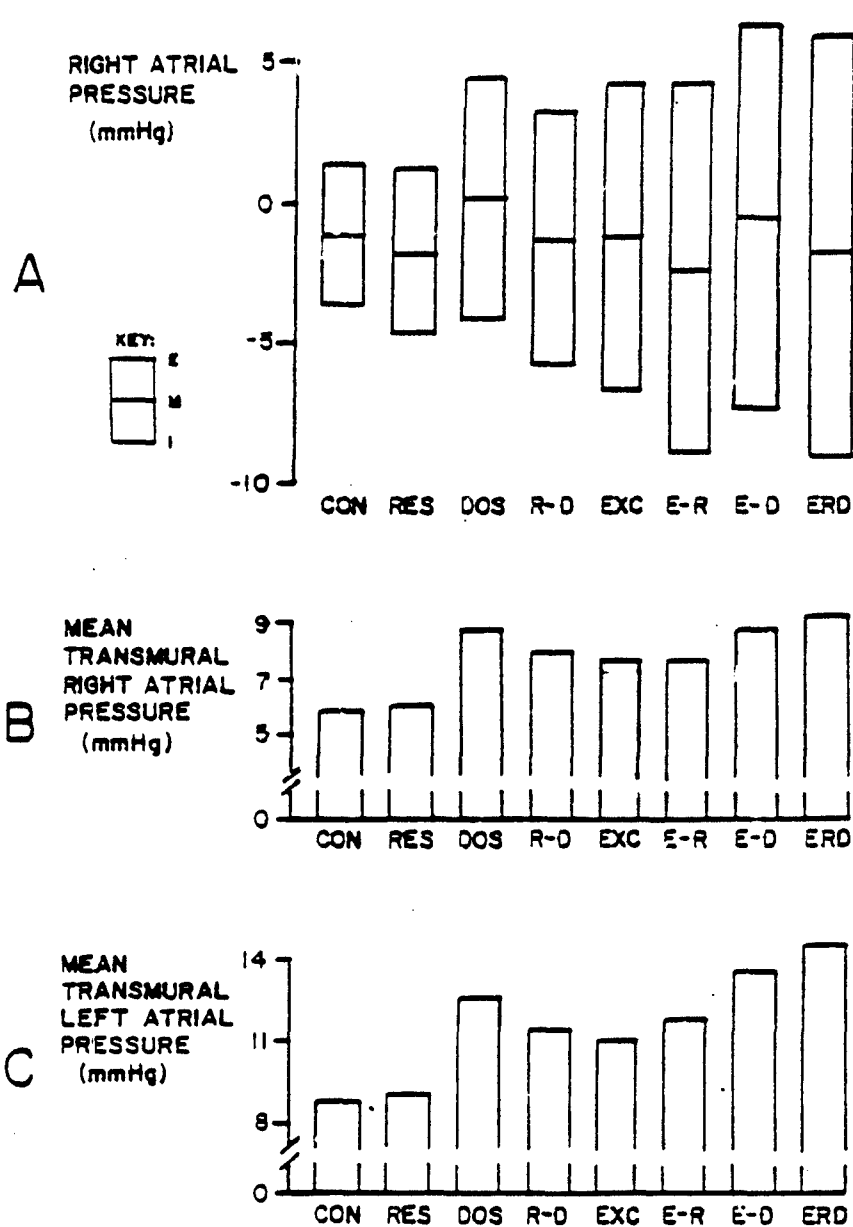 RIGHT ATRIAL
PRESSURE
(mmHg)
5
0
-5
-10
A
KEY:
E
M
I
CON RES DOS R-D EXC E-R E-D ERD
B
MEAN
TRANSMURAL
RIGHT ATRIAL
PRESSURE
(mmHg)
9
7
5
0
CON RES DOS R-D EXC E-R E-D ERD
C
MEAN
TRANSMURAL
LEFT ATRIAL
PRESSURE
(mmHg)
14
11
8
0
CON RES DOS R-D EXC E-R E-D ERD